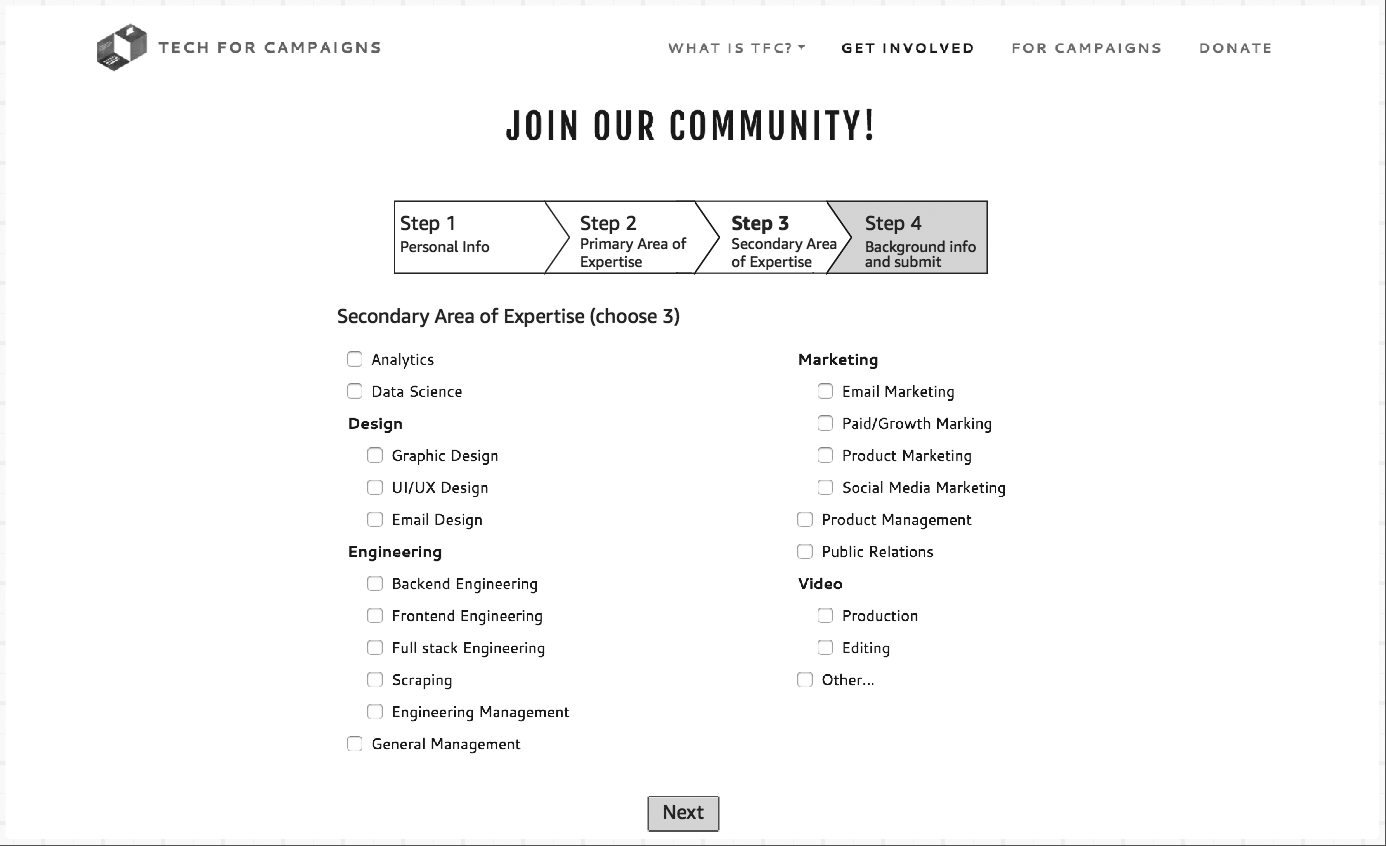 TECH FOR CAMPAIGNS
WHAT IS TFC?
GET INVOLVED
FOR CAMPAIGNS
DONATE
JOIN OUR COMMUNITY!
Step 1
Personal Info
Step 2
Primary Area of
Expertise
Step 3
Secondary Area
of Expertise
Step 4
Background info
and submit
Secondary Area of Expertise (choose 3)
Analytics
Data Science
Design
Graphic Design
UI/UX Design
Email Design
Engineering
Backend Engineering
Frontend Engineering
Full stack Engineering
Scraping
Engineering Management
General Management
Marketing
Email Marketing
Paid/Growth Marking
Product Marketing
Social Media Marketing
Product Management
Public Relations
Video
Production
Editing
Other...
Next